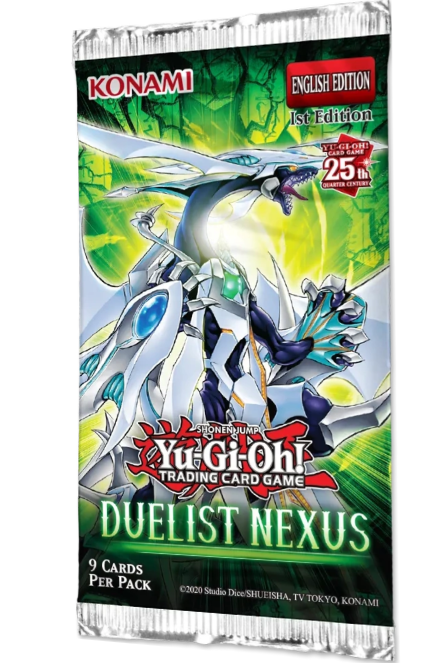 KONAMI
ENGLISH EDITION
1st Edition
YU-GI-OH!
CARD GAME
25th
QUARTER CENTURY
SHONEN JUMP
Yu-Gi-Oh!
TRADING CARD GAME
DUELIST NEXUS
9 CARDS
PER PACK
©2020 Studio Dice/SHUEISHA, TV TOKYO, KONAMI